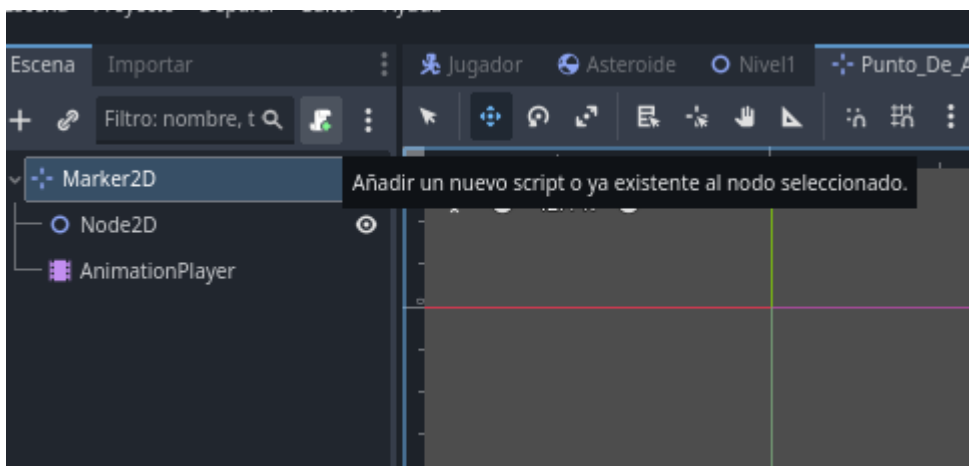 Escena Importar
Jugador Asteroide Nivel1 Punto_De_A
Filtro: nombre, t
Marker2D
Añadir un nuevo script o ya existente al nodo seleccionado.
Node2D
AnimationPlayer